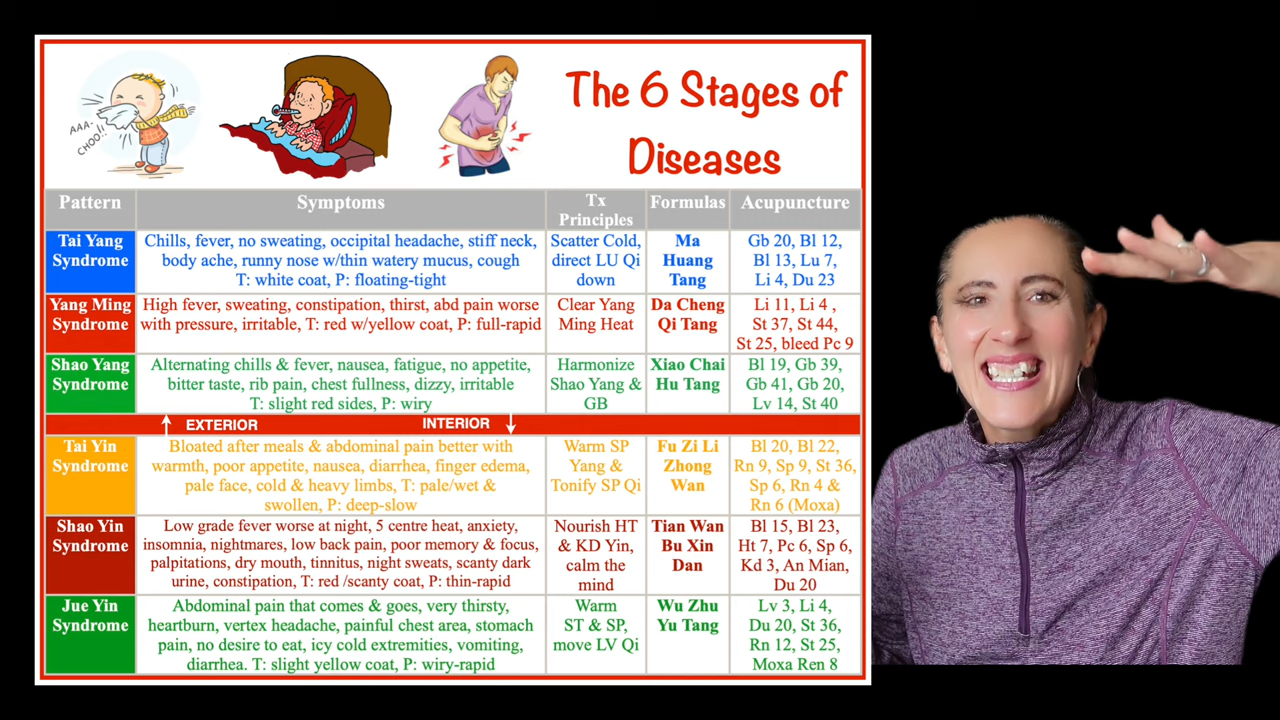 AAA-
CHOO!!
The 6 Stages of
Diseases
Pattern
Symptoms
Tx
Principles
Formulas
Acupuncture
Tai Yang
Syndrome
Chills, fever, no sweating, occipital headache, stiff neck,
body ache, runny nose w/thin watery mucus, cough
T: white coat, P: floating-tight
Scatter Cold,
direct LU Qi
down
Ma
Huang
Tang
Gb 20, Bl 12,
Bl 13, Lu 7,
Li 4, Du 23
Yang Ming
Syndrome
High fever, sweating, constipation, thirst, abd pain worse
with pressure, irritable, T: red w/yellow coat, P: full-rapid
Clear Yang
Ming Heat
Da Cheng
Qi Tang
Li 11, Li 4 ,
St 37, St 44,
St 25, bleed Pc 9
Shao Yang
Syndrome
Alternating chills & fever, nausea, fatigue, no appetite,
bitter taste, rib pain, chest fullness, dizzy, irritable
T: slight red sides, P: wiry
Harmonize
Shao Yang &
GB
Xiao Chai
Hu Tang
Bl 19, Gb 39,
Gb 41, Gb 20,
Lv 14, St 40
EXTERIOR
INTERIOR
Tai Yin
Syndrome
Bloated after meals & abdominal pain better with
warmth, poor appetite, nausea, diarrhea, finger edema,
pale face, cold & heavy limbs, T: pale/wet &
swollen, P: deep-slow
Warm SP
Yang &
Tonify SP Qi
Fu Zi Li
Zhong
Wan
Bl 20, Bl 22,
Rn 9, Sp 9, St 36,
Sp 6, Rn 4 &
Rn 6 (Moxa)
Shao Yin
Syndrome
Low grade fever worse at night, 5 centre heat, anxiety,
insomnia, nightmares, low back pain, poor memory & focus,
palpitations, dry mouth, tinnitus, night sweats, scanty dark
urine, constipation, T: red /scanty coat, P: thin-rapid
Nourish HT
& KD Yin,
calm the
mind
Tian Wan
Bu Xin
Dan
Bl 15, Bl 23,
Ht 7, Pc 6, Sp 6,
Kd 3, An Mian,
Du 20
Jue Yin
Syndrome
Abdominal pain that comes & goes, very thirsty,
heartburn, vertex headache, painful chest area, stomach
pain, no desire to eat, icy cold extremities, vomiting,
diarrhea. T: slight yellow coat, P: wiry-rapid
Warm
ST & SP,
move LV Qi
Wu Zhu
Yu Tang
Lv 3, Li 4,
Du 20, St 36,
Rn 12, St 25,
Moxa Ren 8